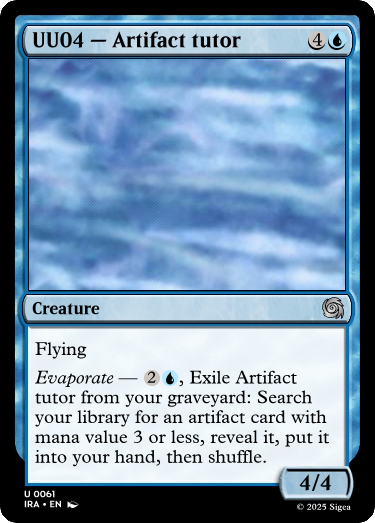 UU04 — Artifact tutor 4
Creature
Flying
Evaporate — 2, Exile Artifact
tutor from your graveyard: Search
your library for an artifact card with
mana value 3 or less, reveal it, put it
into your hand, then shuffle.
4/4
U 0061
IRA • EN
© 2025 Sigea